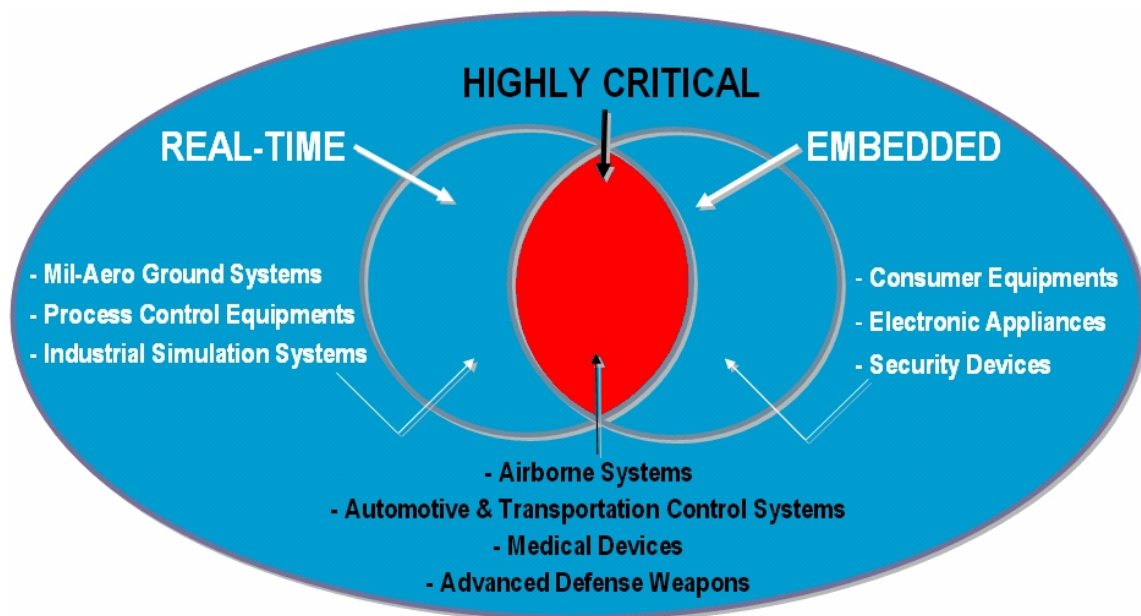 HIGHLY CRITICAL
REAL-TIME
EMBEDDED
- Mil-Aero Ground Systems
- Process Control Equipments
- Industrial Simulation Systems
- Consumer Equipments
- Electronic Appliances
- Security Devices
- Airborne Systems
- Automotive & Transportation Control Systems
- Medical Devices
- Advanced Defense Weapons